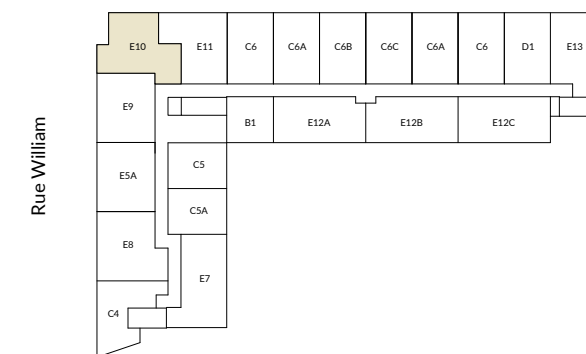 E10 E11 C6 C6A C6B C6C C6A C6 D1 E13
E9 B1 E12A E12B E12C
E5A C5
C5A
E8
E7
C4
Rue William